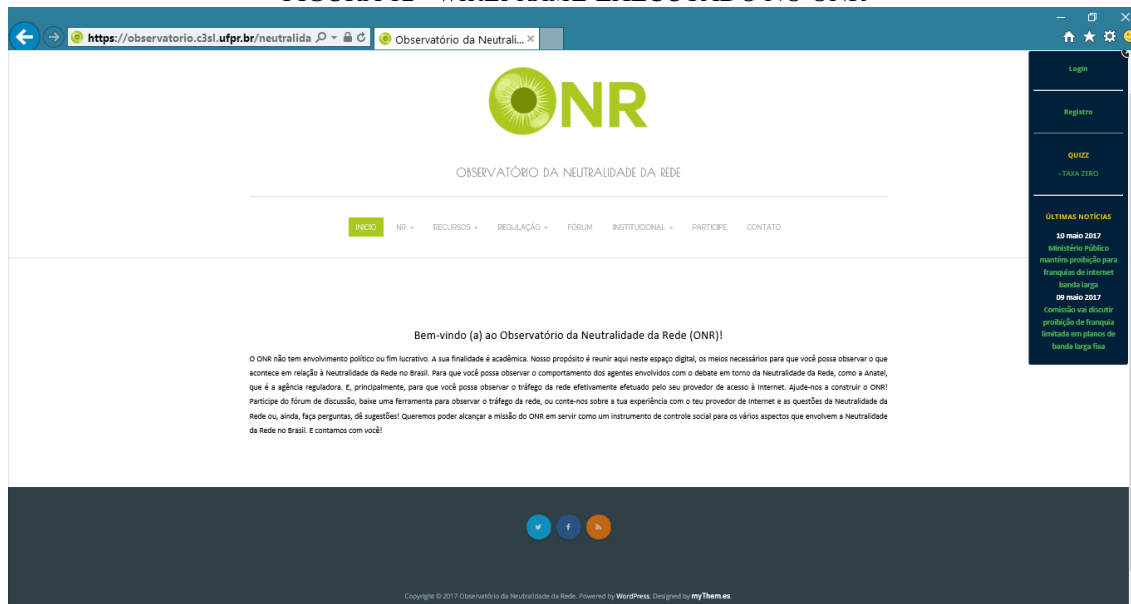 https://observatorio.c3sl.ufpr.br/neutralida
Observatório da Neutrali...
ONR
OBSERVATÓRIO DA NEUTRALIDADE DA REDE
INICIO NR RECURSOS REGULAÇÃO FÓRUM INSTITUCIONAL PARTICIPE CONTATO
Login
Registro
QUIZZ
- TAXA ZERO
ÚLTIMAS NOTÍCIAS
10 maio 2017
Ministério Público
mantém proibição para
franquias de internet
banda larga
09 maio 2017
Comissão vai discutir
proibição de franquia
limitada em planos de
banda larga fixa
Bem-vindo (a) ao Observatório da Neutralidade da Rede (ONR)!
O ONR não tem envolvimento político ou fim lucrativo. A sua finalidade é acadêmica. Nosso propósito é reunir aqui neste espaço digital, os meios necessários para que você possa observar o que
acontece em relação à Neutralidade da Rede no Brasil. Para que você possa observar o comportamento dos agentes envolvidos com o debate em torno da Neutralidade da Rede, como a Anatel,
que é a agência reguladora. E, principalmente, para que você possa observar o tráfego da rede efetivamente efetuado pelo seu provedor de acesso à Internet. Ajude-nos a construir o ONR!
Participe do fórum de discussão, baixe uma ferramenta para observar o tráfego da rede, ou conte-nos sobre a tua experiência com o teu provedor de Internet e as questões da Neutralidade da
Rede ou, ainda, faça perguntas, dê sugestões! Queremos poder alcançar a missão do ONR em servir como um instrumento de controle social para os vários aspectos que envolvem a Neutralidade
da Rede no Brasil. E contamos com você!
Copyright © 2017 Observatório da Neutralidade da Rede. Powered by WordPress. Designed by myThem.es.